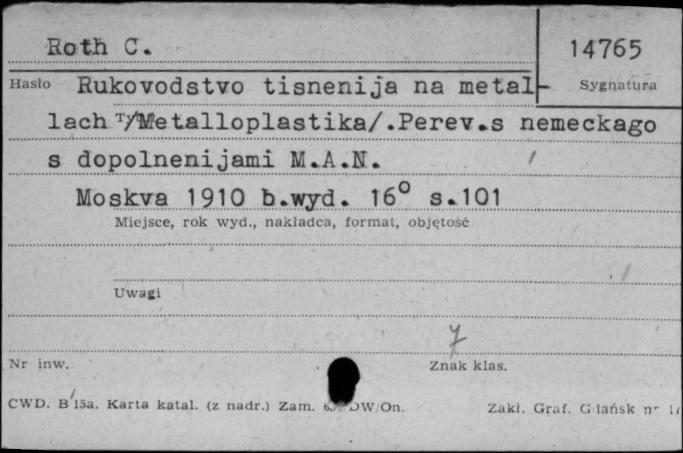 Roth C.
14765
Hasło Rukovodstvo tisnenija na metal- Sygnatura
lach /Metalloplastika/.Perev.s nemeckago
s dopolnenijami M.A.N.
Moskva 1910 b.wyd. 16° s.101
Miejsce, rok wyd., nakładca, format, objętość
Uwagi
7
Nr inw. Znak klas.
CWD. B 15a. Karta katal. (z nadr.) Zam. DW/On. Zakł. Graf. Gdańsk nr